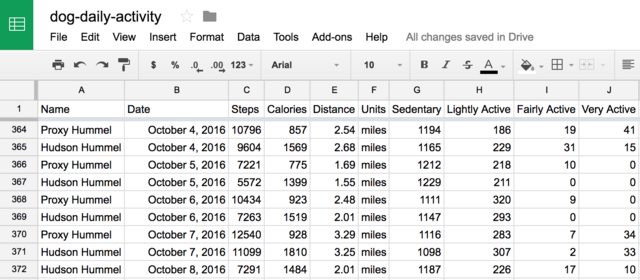 dog-daily-activity
File Edit View Insert Format Data Tools Add-ons Help All changes saved in Drive
$ % .0 .00 123 Arial 10 B I S A
A B C D E F G H I J
1 Name Date Steps Calories Distance Units Sedentary Lightly Active Fairly Active Very Active
364 Proxy Hummel October 4, 2016 10796 857 2.54 miles 1194 186 19 41
365 Hudson Hummel October 4, 2016 9604 1569 2.68 miles 1165 229 31 15
366 Proxy Hummel October 5, 2016 7221 775 1.69 miles 1212 218 10 0
367 Hudson Hummel October 5, 2016 5572 1399 1.55 miles 1229 211 0 0
368 Proxy Hummel October 6, 2016 10434 923 2.48 miles 1111 320 9 0
369 Hudson Hummel October 6, 2016 7263 1519 2.01 miles 1147 293 0 0
370 Proxy Hummel October 7, 2016 12540 928 3.29 miles 1116 283 7 34
371 Hudson Hummel October 7, 2016 11099 1810 3.25 miles 1098 307 2 33
372 Hudson Hummel October 8, 2016 7291 1484 2.01 miles 1187 226 17 10